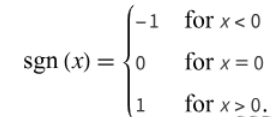 -1 for x < 0
sgn (x) = 0 for x = 0
1 for x > 0.